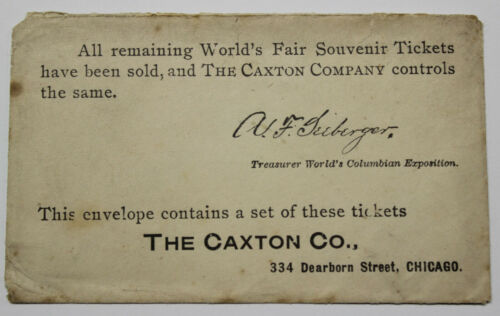 All remaining World's Fair Souvenir Tickets
have been sold, and THE CAXTON COMPANY controls
the same.
A. F. Seeberger.
Treasurer World's Columbian Exposition.
This envelope contains a set of these tickets
THE CAXTON CO.,
334 Dearborn Street, CHICAGO.